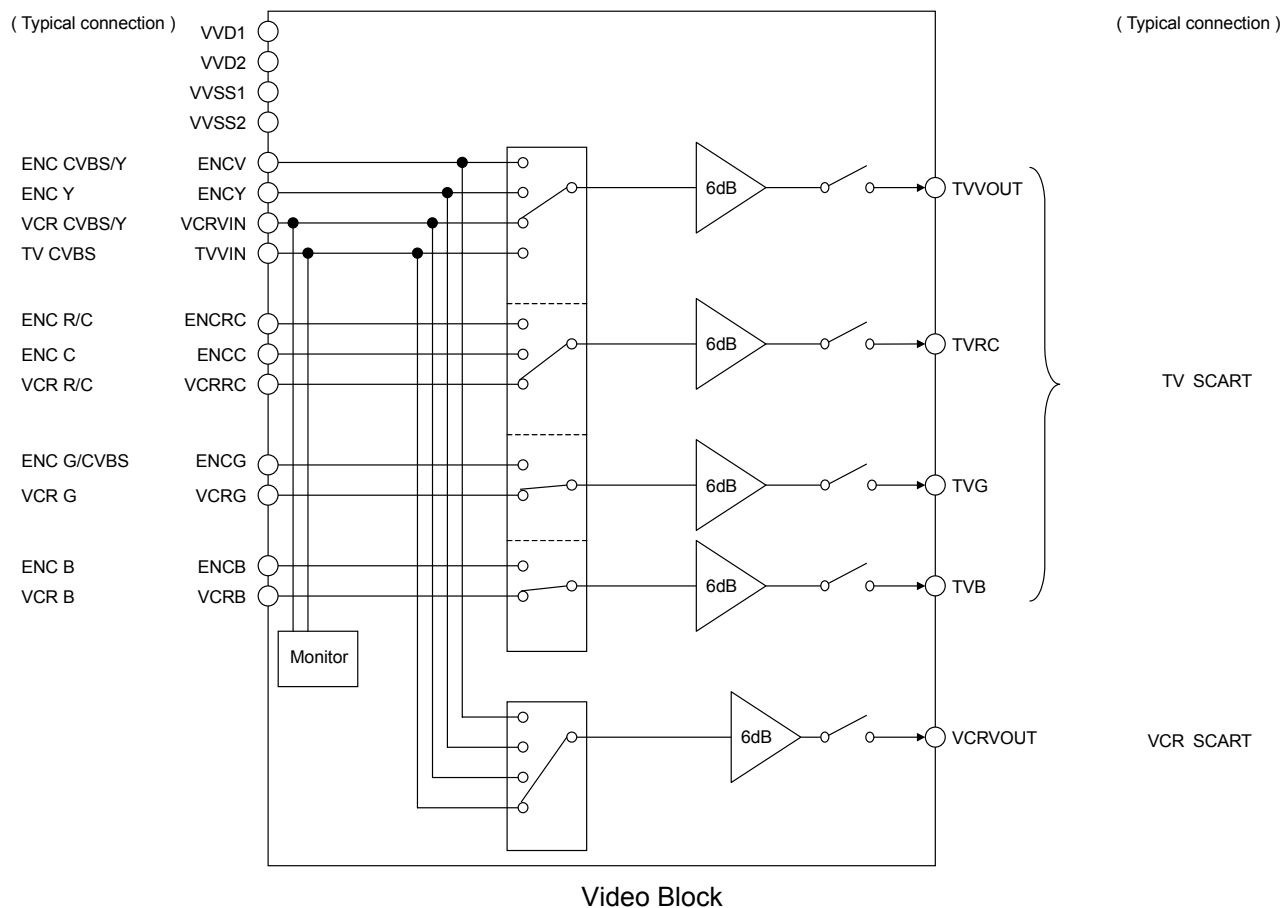 ( Typical connection )
( Typical connection )
VVD1
VVD2
VVSS1
VVSS2
ENC CVBS/Y ENCV
ENC Y ENCY 6dB TVVOUT
VCR CVBS/Y VCRVIN
TV CVBS TVVIN
ENC R/C ENCRC
6dB TVRC
ENC C ENCC
VCR R/C VCRRC TV SCART
ENC G/CVBS ENCG
6dB TVG
VCR G VCRG
ENC B ENCB
6dB TVB
VCR B VCRB
Monitor
6dB VCRVOUT VCR SCART
Video Block